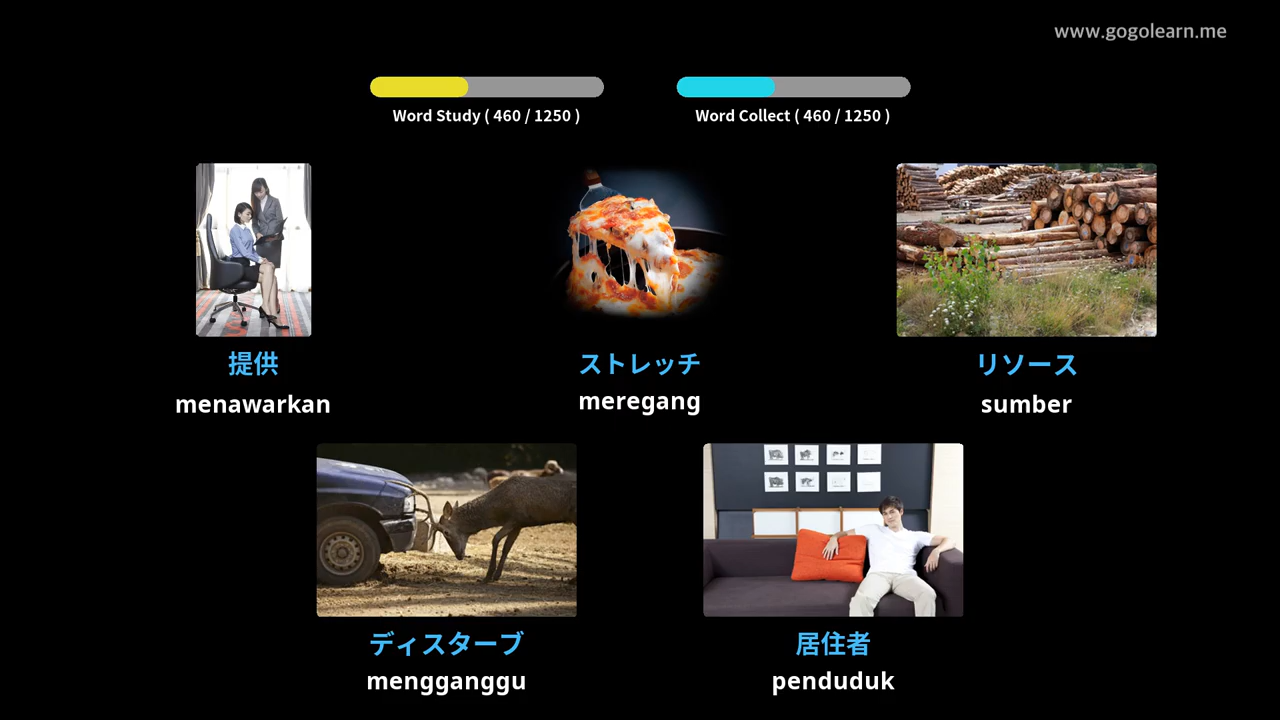 www.gogolearn.me
Word Study ( 460 / 1250 )
Word Collect ( 460 / 1250 )
提供
menawarkan
ストレッチ
meregang
リソース
sumber
ディスターブ
mengganggu
居住者
penduduk